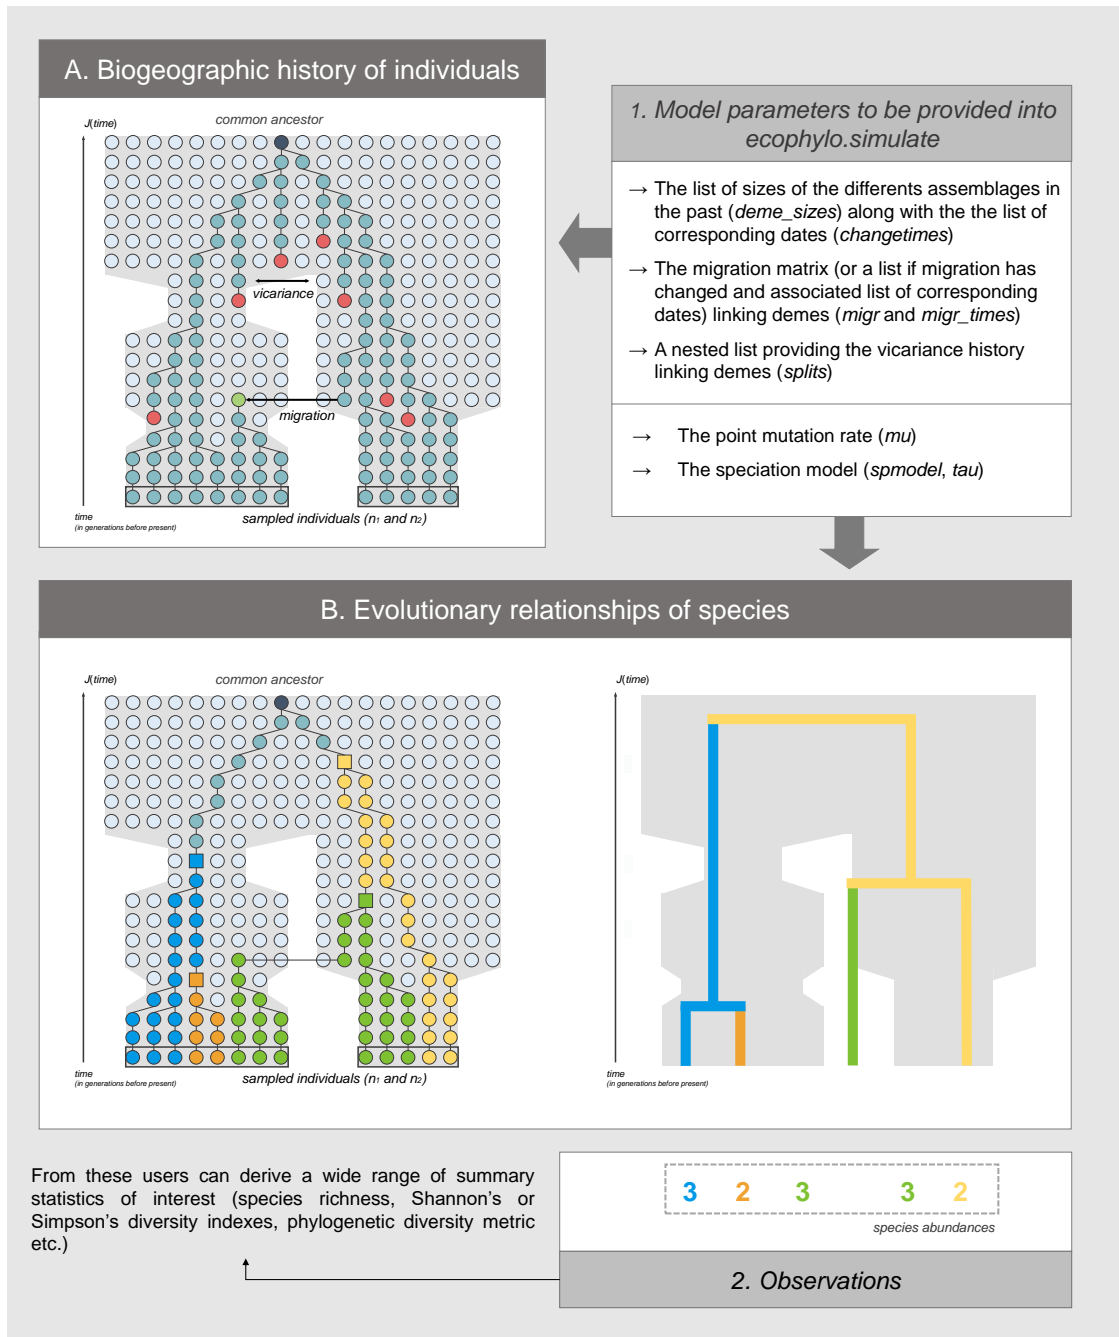 A. Biogeographic history of individuals
J(time)
common ancestor
vicariance
migration
time
(in generations before present)
sampled individuals (n1 and n2)
1. Model parameters to be provided into
ecophylo.simulate
→ The list of sizes of the differents assemblages in
the past (deme_sizes) along with the the list of
corresponding dates (changetimes)
→ The migration matrix (or a list if migration has
changed and associated list of corresponding
dates) linking demes (migr and migr_times)
→ A nested list providing the vicariance history
linking demes (splits)
→ The point mutation rate (mu)
→ The speciation model (spmodel, tau)
B. Evolutionary relationships of species
J(time)
common ancestor
time
(in generations before present)
sampled individuals (n1 and n2)
J(time)
time
(in generations before present)
From these users can derive a wide range of summary
statistics of interest (species richness, Shannon's or
Simpson's diversity indexes, phylogenetic diversity metric
etc.)
3 2 3 3 2
species abundances
2. Observations